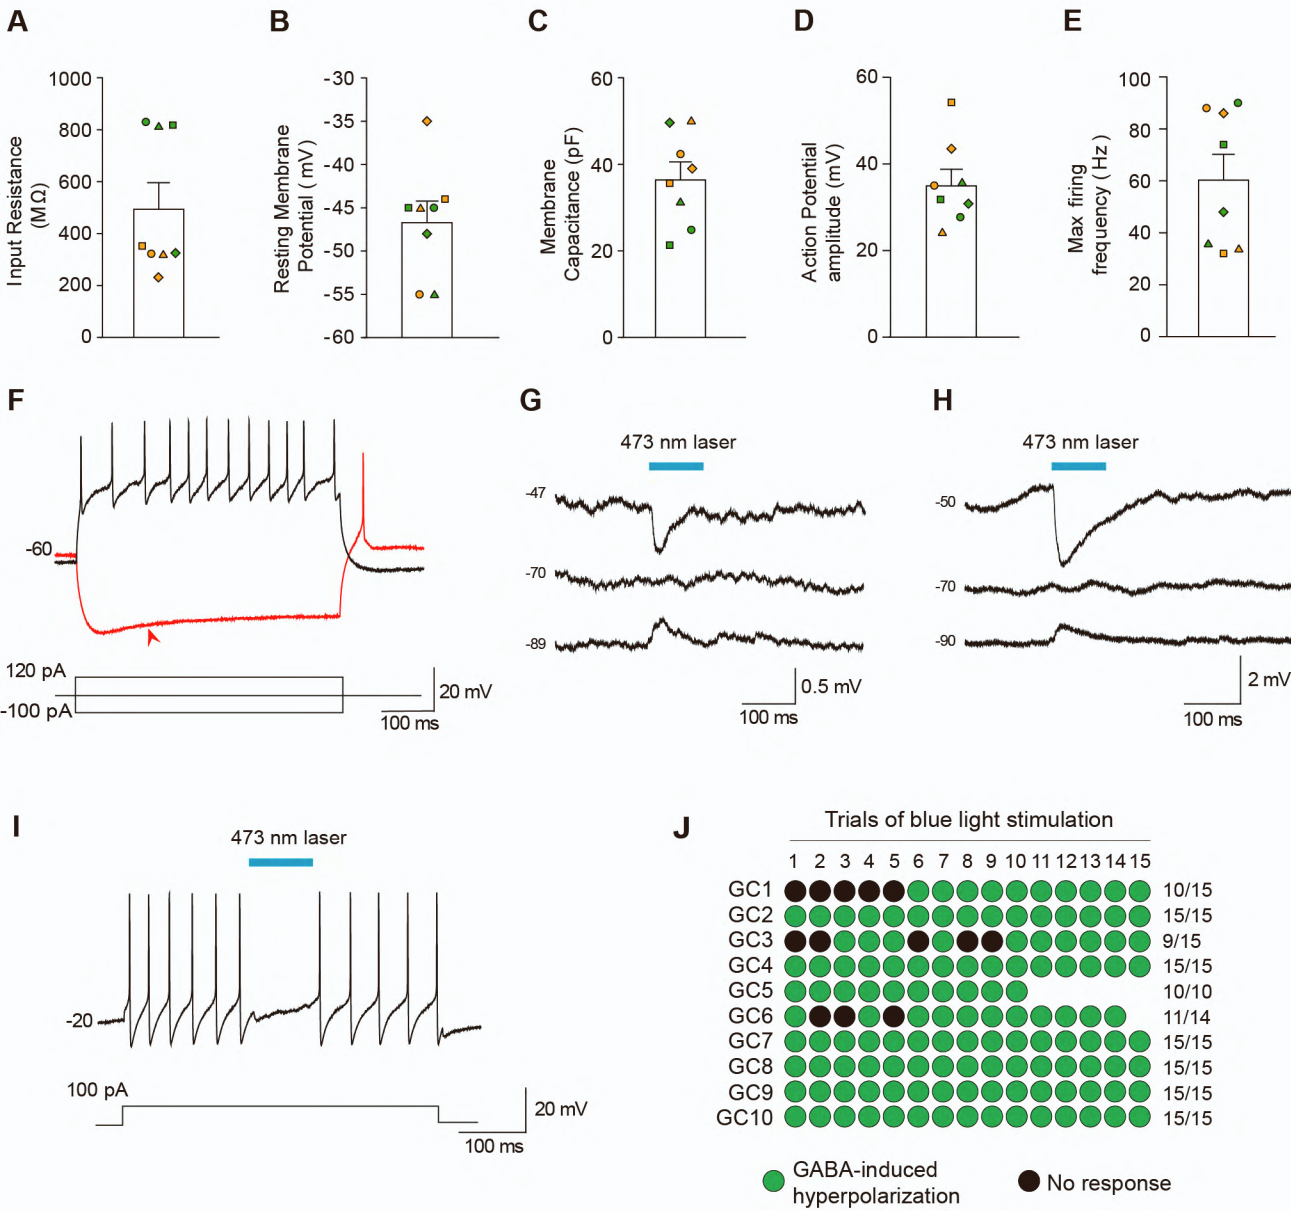 A
B
C
D
E
1000
800
600
400
200
0
Input Resistance
(MΩ)
-30
-35
-40
-45
-50
-55
-60
Resting Membrane
Potential ( mV)
60
40
20
0
Membrane
Capacitance (pF)
60
40
20
0
Action Potential
amplitude (mV)
100
80
60
40
20
0
Max firing
frequency ( Hz )
F
-60
120 pA
-100 pA
20 mV
100 ms
G
473 nm laser
-47
-70
-89
0.5 mV
100 ms
H
473 nm laser
-50
-70
-90
2 mV
100 ms
I
473 nm laser
-20
100 pA
20 mV
100 ms
J
Trials of blue light stimulation
1 2 3 4 5 6 7 8 9 10 11 12 13 14 15
GC1 10/15
GC2 15/15
GC3 9/15
GC4 15/15
GC5 10/10
GC6 11/14
GC7 15/15
GC8 15/15
GC9 15/15
GC10 15/15
GABA-induced
hyperpolarization
No response